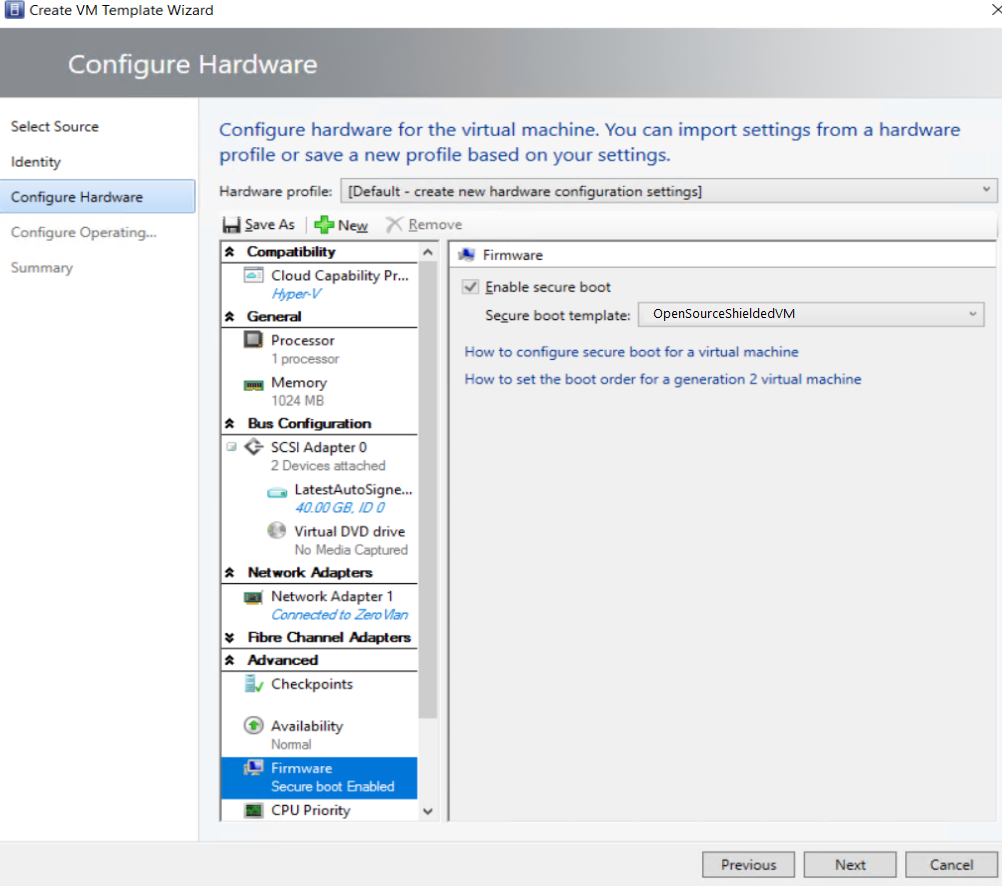 Create VM Template Wizard
Configure Hardware
Select Source
Identity
Configure Hardware
Configure Operating...
Summary
Configure hardware for the virtual machine. You can import settings from a hardware
profile or save a new profile based on your settings.
Hardware profile: [Default - create new hardware configuration settings]
Save As New Remove
Compatibility
Cloud Capability Pr...
Hyper-V
General
Processor
1 processor
Memory
1024 MB
Bus Configuration
SCSI Adapter 0
2 Devices attached
LatestAutoSigne...
40.00 GB, ID 0
Virtual DVD drive
No Media Captured
Network Adapters
Network Adapter 1
Connected to ZeroVlan
Fibre Channel Adapters
Advanced
Checkpoints
Availability
Normal
Firmware
Secure boot Enabled
CPU Priority
Firmware
Enable secure boot
Secure boot template: OpenSourceShieldedVM
How to configure secure boot for a virtual machine
How to set the boot order for a generation 2 virtual machine
Previous Next Cancel